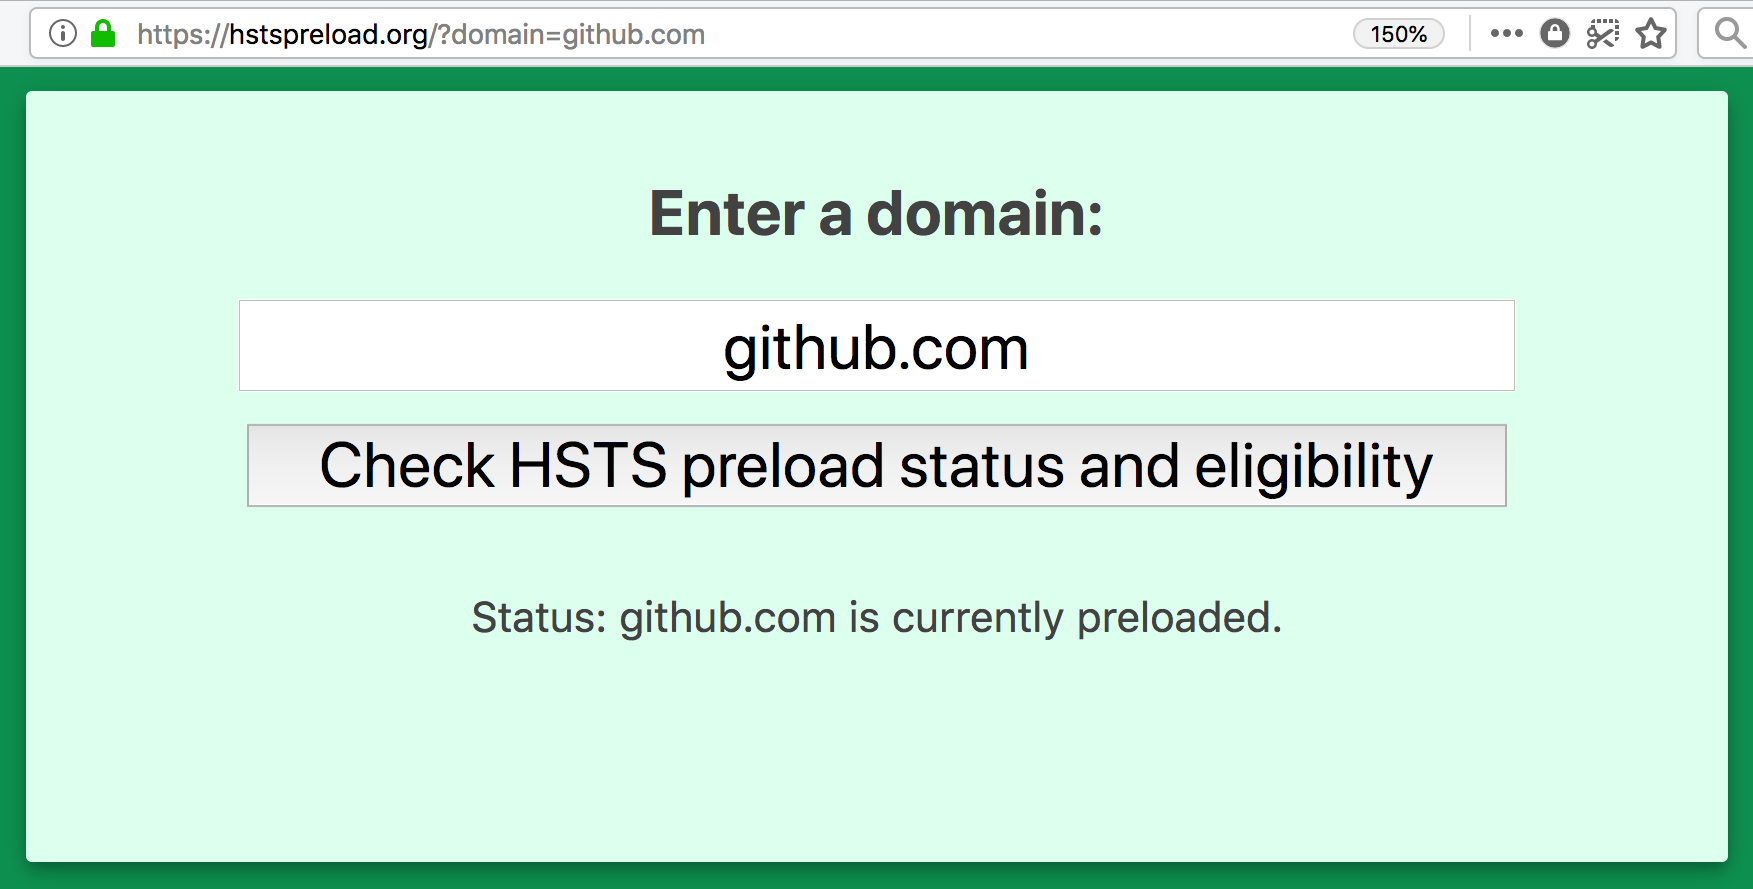 https://hstspreload.org/?domain=github.com
150%
Enter a domain:
github.com
Check HSTS preload status and eligibility
Status: github.com is currently preloaded.